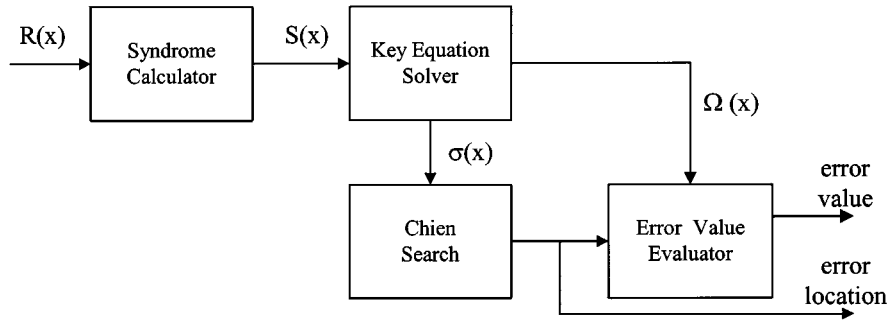 R(x)
Syndrome
Calculator
S(x)
Key Equation
Solver
Ω (x)
σ(x)
Chien
Search
Error Value
Evaluator
error
value
error
location